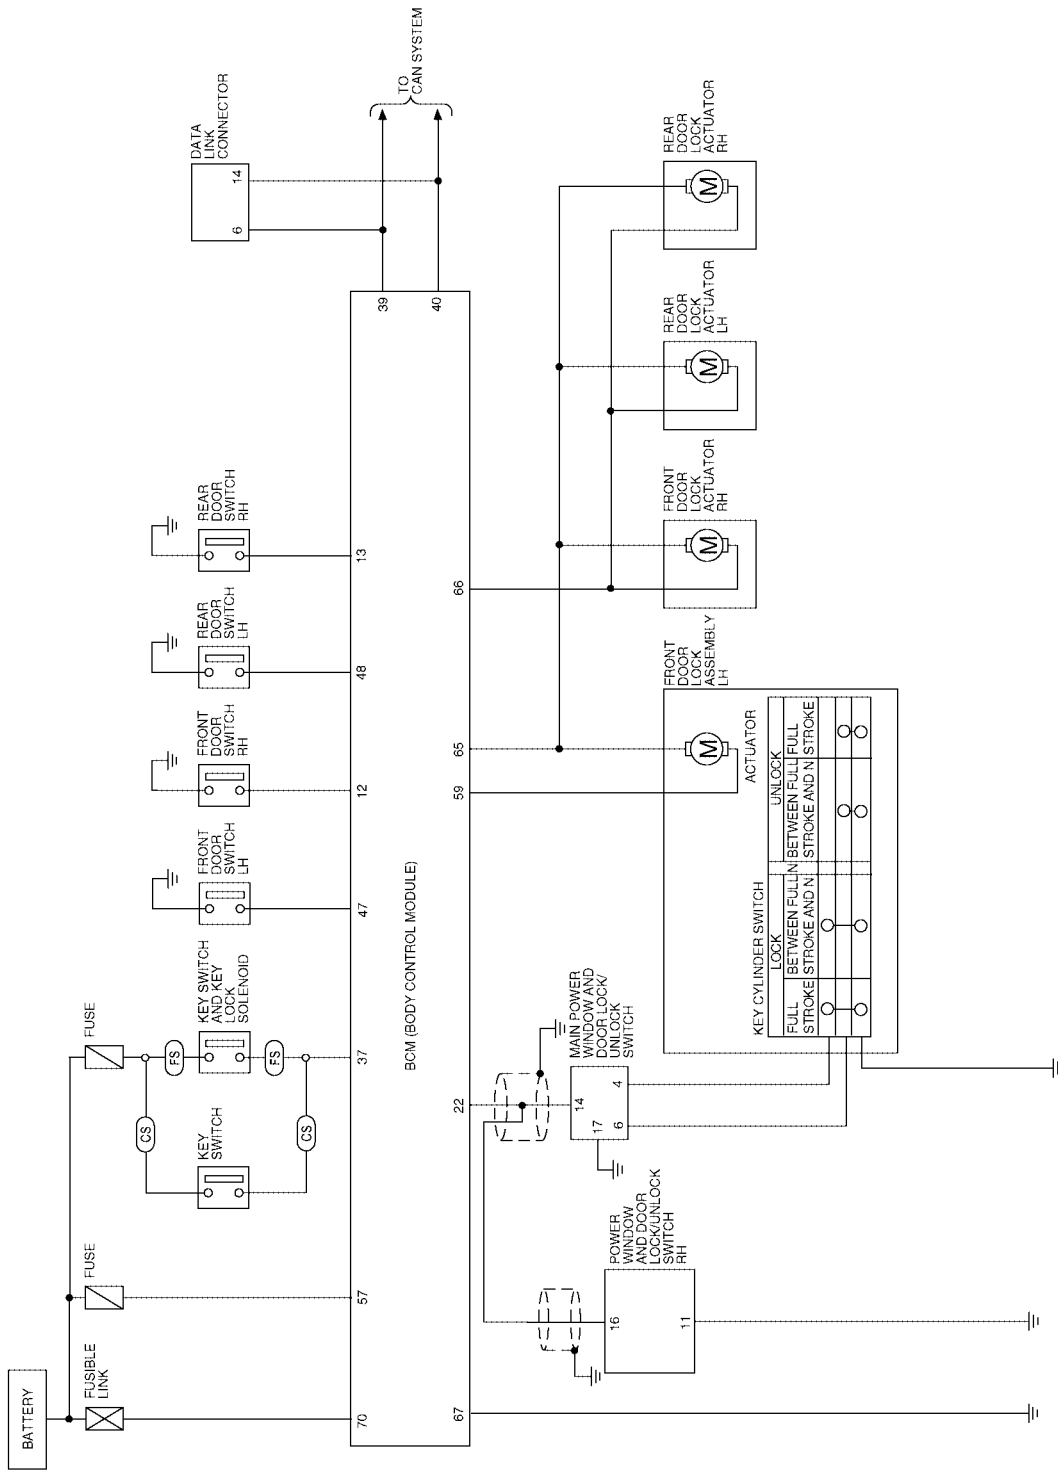 BATTERY
FUSIBLE
LINK
FUSE
FUSE
CS
KEY
SWITCH
CS
FS
KEY SWITCH
AND KEY
LOCK
SOLENOID
FS
FRONT
DOOR
SWITCH
LH
FRONT
DOOR
SWITCH
RH
REAR
DOOR
SWITCH
LH
REAR
DOOR
SWITCH
RH
DATA
LINK
CONNECTOR
6
14
TO
CAN SYSTEM
70
57
37
47
12
48
13
39
40
BCM (BODY CONTROL MODULE)
67
22
59
65
66
16
11
POWER
WINDOW
AND DOOR
LOCK/UNLOCK
SWITCH
RH
14
17
6
4
MAIN POWER
WINDOW AND
DOOR LOCK/
UNLOCK
SWITCH
FRONT
DOOR
LOCK
ASSEMBLY
LH
M
ACTUATOR
KEY CYLINDER SWITCH
LOCK
UNLOCK
FULL
STROKE
BETWEEN FULL
STROKE AND N
N
BETWEEN FULL
STROKE AND N
FULL
STROKE
FRONT
DOOR
LOCK
ACTUATOR
RH
M
REAR
DOOR
LOCK
ACTUATOR
LH
M
REAR
DOOR
LOCK
ACTUATOR
RH
M